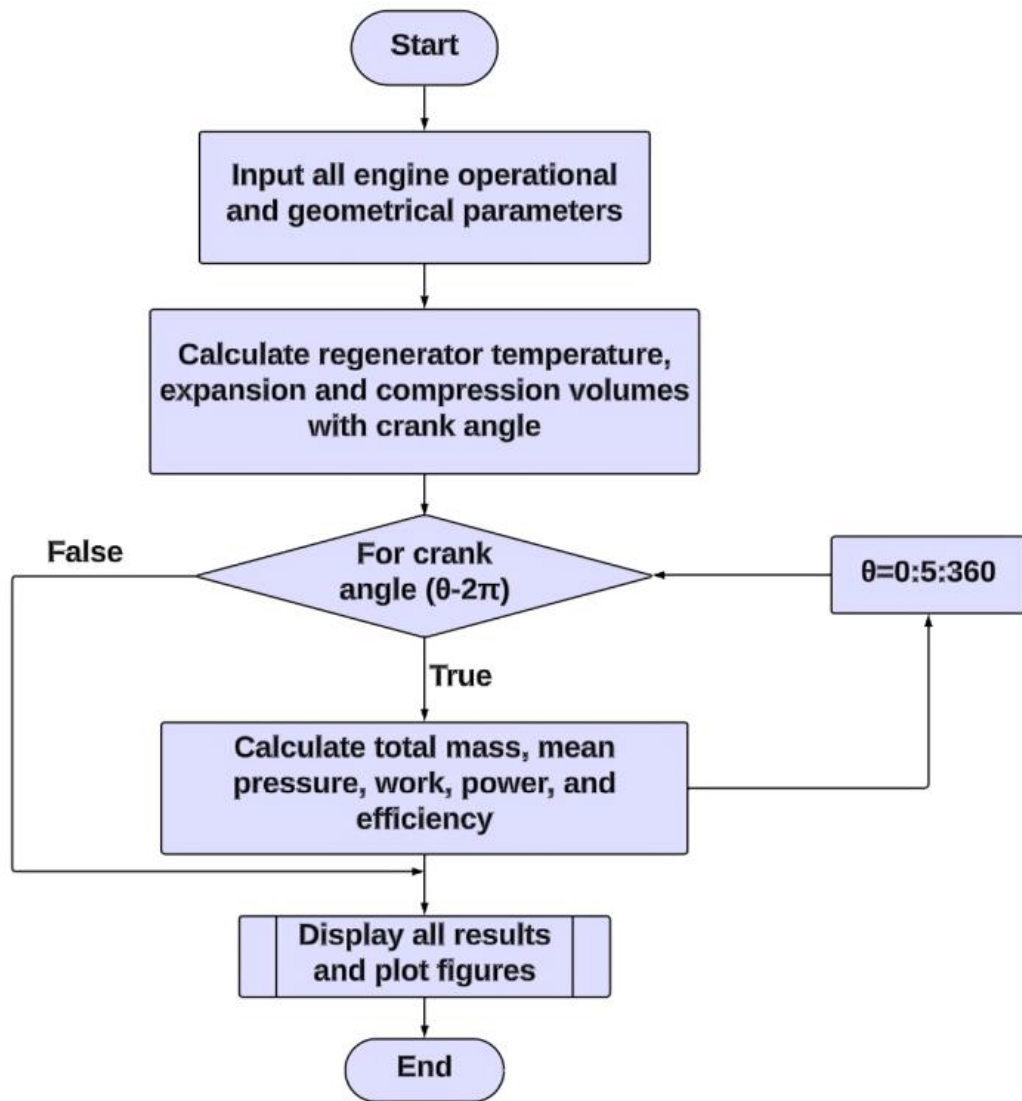 Start
Input all engine operational
and geometrical parameters
Calculate regenerator temperature,
expansion and compression volumes
with crank angle
False
For crank
angle (θ-2π)
θ=0:5:360
True
Calculate total mass, mean
pressure, work, power, and
efficiency
Display all results
and plot figures
End